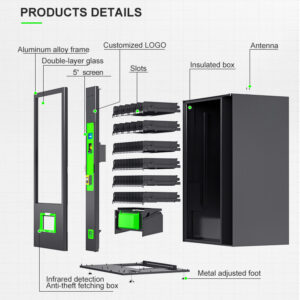 PRODUCTS DETAILS
Customized LOGO
Antenna
Aluminum alloy frame
Double-layer glass
Insulated box
5" screen
Slots
Infrared detection
Anti-theft fetching box
Metal adjusted foot